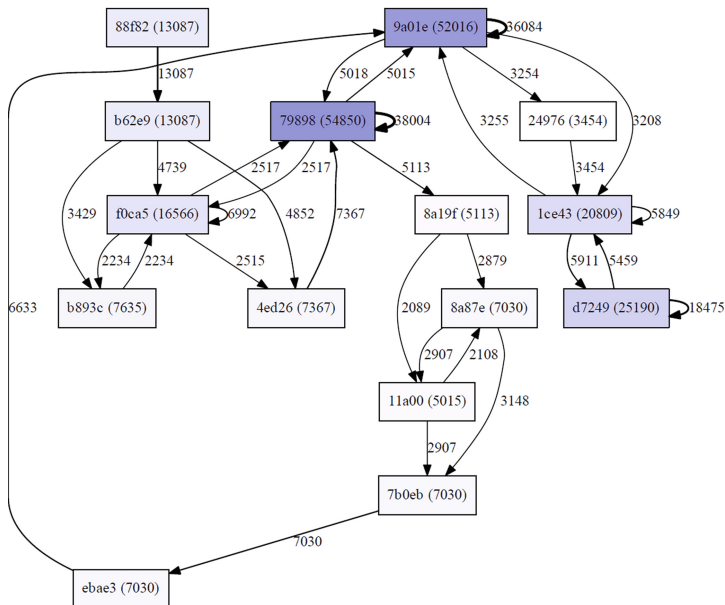 88f82 (13087)
9a01e (52016)
36084
13087
5018
5015
3254
b62e9 (13087)
79898 (54850)
38004
24976 (3454)
3255
3208
4739
2517
2517
5113
3454
3429
f0ca5 (16566)
6992
4852
7367
8a19f (5113)
1ce43 (20809)
5849
2234
2234
2515
2879
5911
5459
6633
b893c (7635)
4ed26 (7367)
2089
8a87e (7030)
d7249 (25190)
18475
2907
2108
11a00 (5015)
3148
2907
7b0eb (7030)
7030
ebae3 (7030)